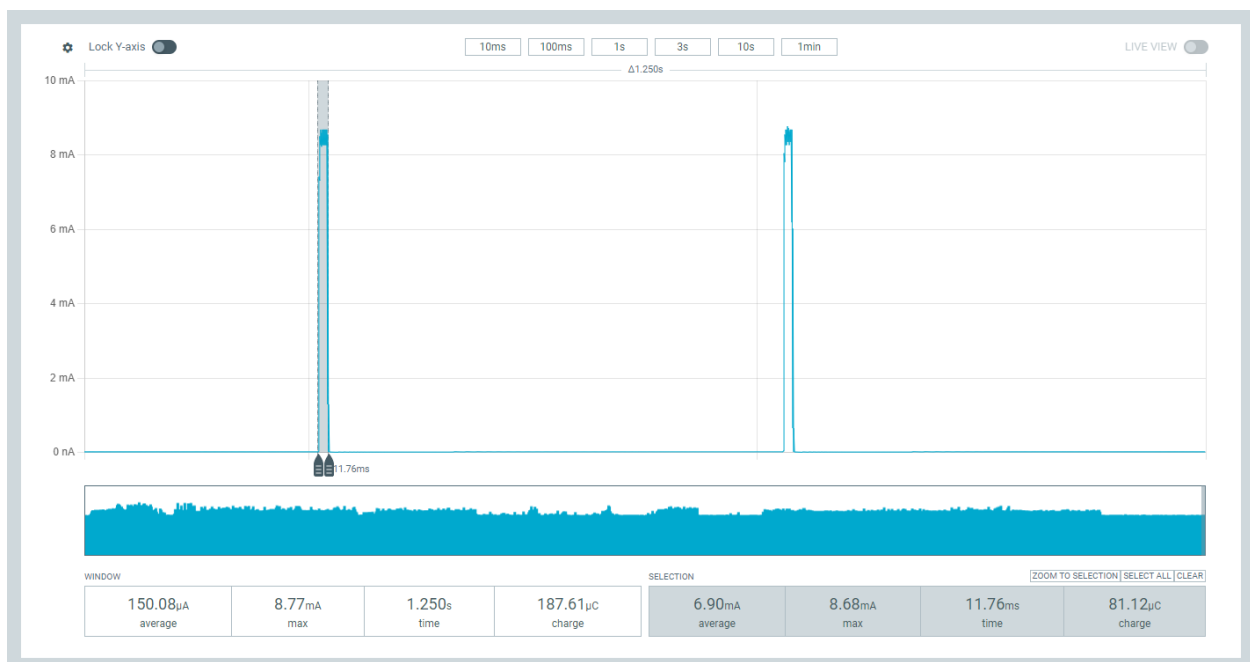 Lock Y-axis
10ms 100ms 1s 3s 10s 1min
LIVE VIEW
Δ1.250s
10 mA
8 mA
6 mA
4 mA
2 mA
0 nA
11.76ms
WINDOW
150.08µA 8.77mA 1.250s 187.61µC
average max time charge
SELECTION
ZOOM TO SELECTION SELECT ALL CLEAR
6.90mA 8.68mA 11.76ms 81.12µC
average max time charge